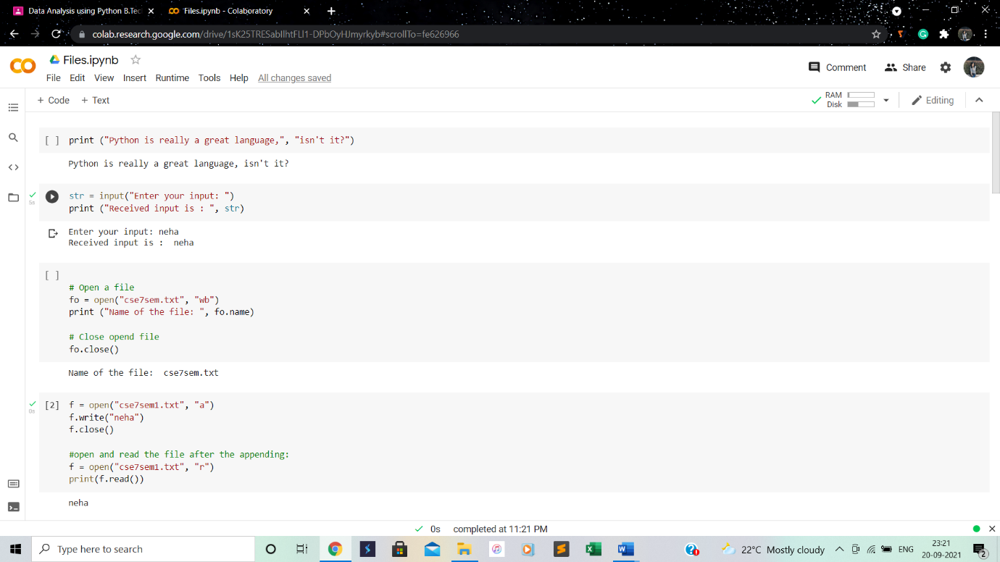 Data Analysis using Python B.Tec
Files.ipynb - Colaboratory
colab.research.google.com/drive/1sK25TRESabIlhtFLl1-DPbOyHJmyrkyb#scrollTo=fe626966
Files.ipynb
File Edit View Insert Runtime Tools Help All changes saved
Comment Share
+ Code + Text
RAM
Disk
Editing
[ ] print ("Python is really a great language,", "isn't it?")
Python is really a great language, isn't it?
5s
str = input("Enter your input: ")
print ("Received input is : ", str)
Enter your input: neha
Received input is :  neha
[ ]
# Open a file
fo = open("cse7sem.txt", "wb")
print ("Name of the file: ", fo.name)
# Close opend file
fo.close()
Name of the file:  cse7sem.txt
0s
[2] f = open("cse7sem1.txt", "a")
f.write("neha")
f.close()
#open and read the file after the appending:
f = open("cse7sem1.txt", "r")
print(f.read())
neha
0s completed at 11:21 PM
Type here to search
22°C Mostly cloudy
ENG
23:21
20-09-2021
2